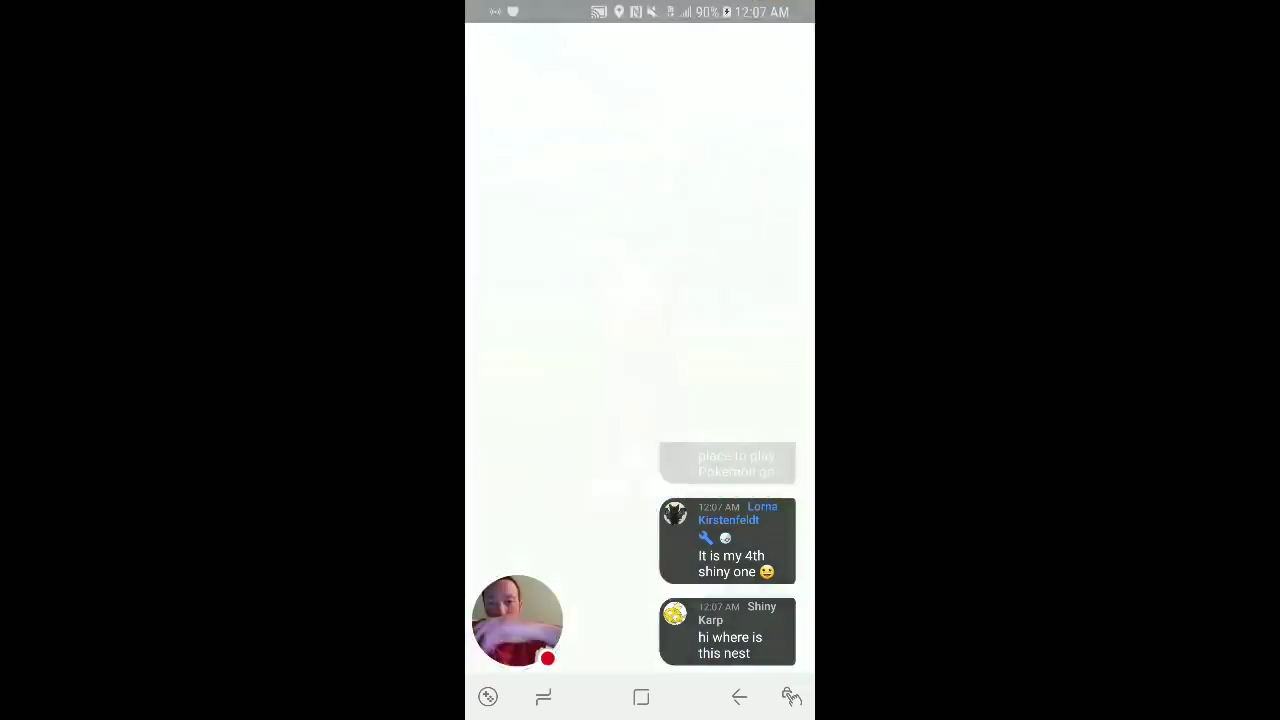 90% 12:07 AM
place to play
Pokemon go
12:07 AM Lorna
Kirstenfeldt
It is my 4th
shiny one 😐
12:07 AM Shiny
Karp
hi where is
this nest